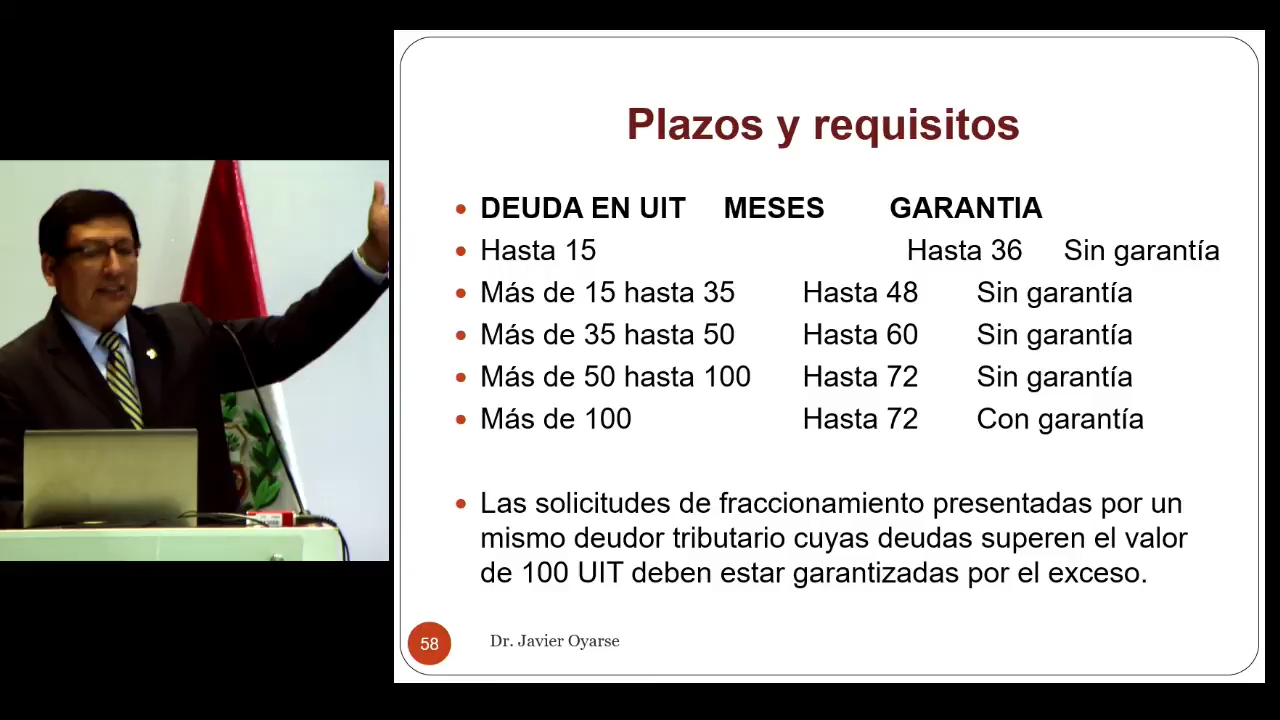 Plazos y requisitos
• DEUDA EN UIT MESES GARANTIA
• Hasta 15 Hasta 36 Sin garantía
• Más de 15 hasta 35 Hasta 48 Sin garantía
• Más de 35 hasta 50 Hasta 60 Sin garantía
• Más de 50 hasta 100 Hasta 72 Sin garantía
• Más de 100 Hasta 72 Con garantía
• Las solicitudes de fraccionamiento presentadas por un
mismo deudor tributario cuyas deudas superen el valor
de 100 UIT deben estar garantizadas por el exceso.
58 Dr. Javier Oyarse